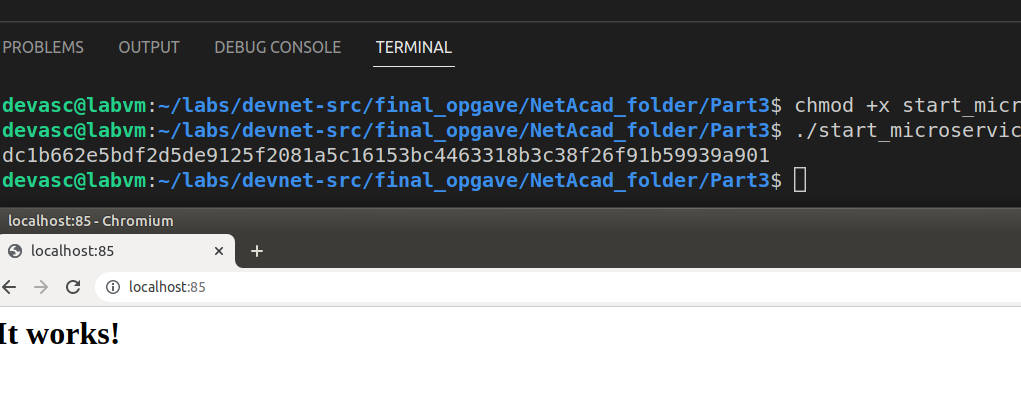 PROBLEMS OUTPUT DEBUG CONSOLE TERMINAL
devasc@labvm:~/labs/devnet-src/final_opgave/NetAcad_folder/Part3$ chmod +x start_micr
devasc@labvm:~/labs/devnet-src/final_opgave/NetAcad_folder/Part3$ ./start_microservic
dc1b662e5bdf2d5de9125f2081a5c16153bc4463318b3c38f26f91b59939a901
devasc@labvm:~/labs/devnet-src/final_opgave/NetAcad_folder/Part3$
localhost:85 - Chromium
localhost:85
localhost:85
It works!